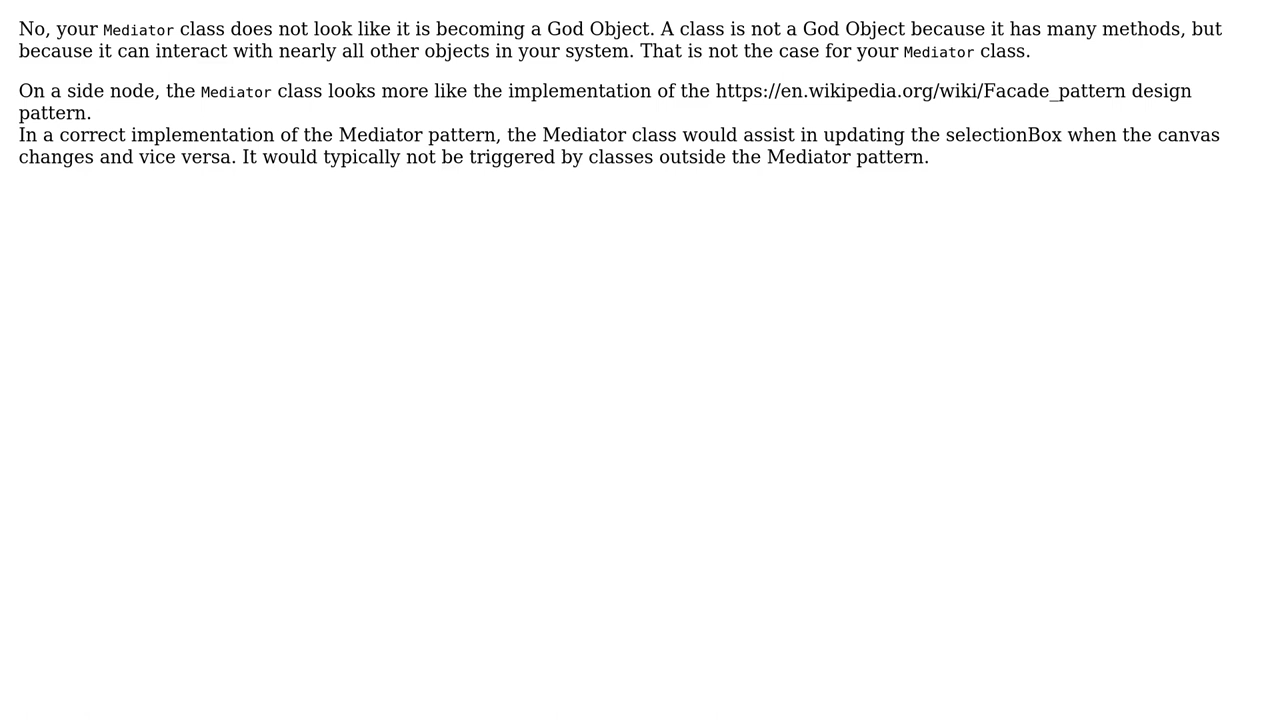 No, your Mediator class does not look like it is becoming a God Object. A class is not a God Object because it has many methods, but
because it can interact with nearly all other objects in your system. That is not the case for your Mediator class.
On a side node, the Mediator class looks more like the implementation of the https://en.wikipedia.org/wiki/Facade_pattern design
pattern.
In a correct implementation of the Mediator pattern, the Mediator class would assist in updating the selectionBox when the canvas
changes and vice versa. It would typically not be triggered by classes outside the Mediator pattern.